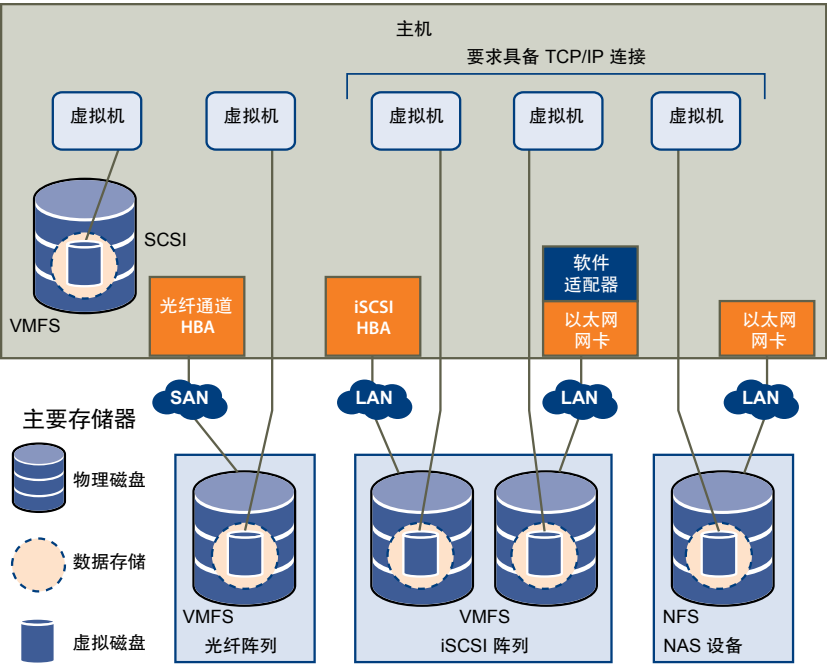 主机
要求具备 TCP/IP 连接
虚拟机
虚拟机
虚拟机
虚拟机
虚拟机
SCSI
VMFS
光纤通道
HBA
iSCSI
HBA
软件
适配器
以太网
网卡
以太网
网卡
SAN
LAN
LAN
LAN
主要存储器
物理磁盘
数据存储
虚拟磁盘
VMFS
光纤阵列
VMFS
iSCSI 阵列
NFS
NAS 设备